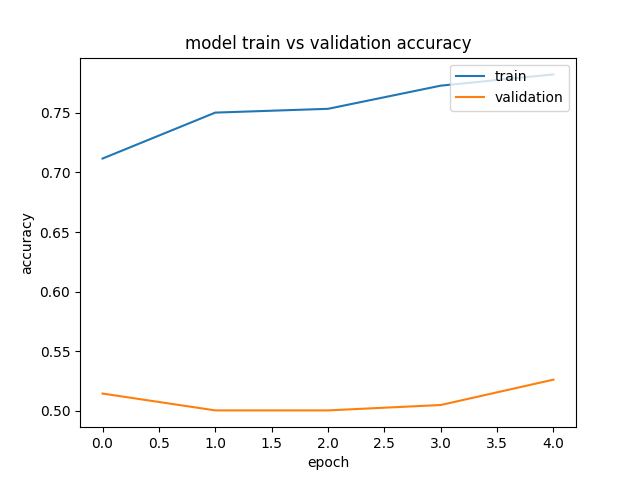 model train vs validation accuracy
train
validation
0.75
0.70
0.65
0.60
0.55
0.50
accuracy
0.0 0.5 1.0 1.5 2.0 2.5 3.0 3.5 4.0
epoch